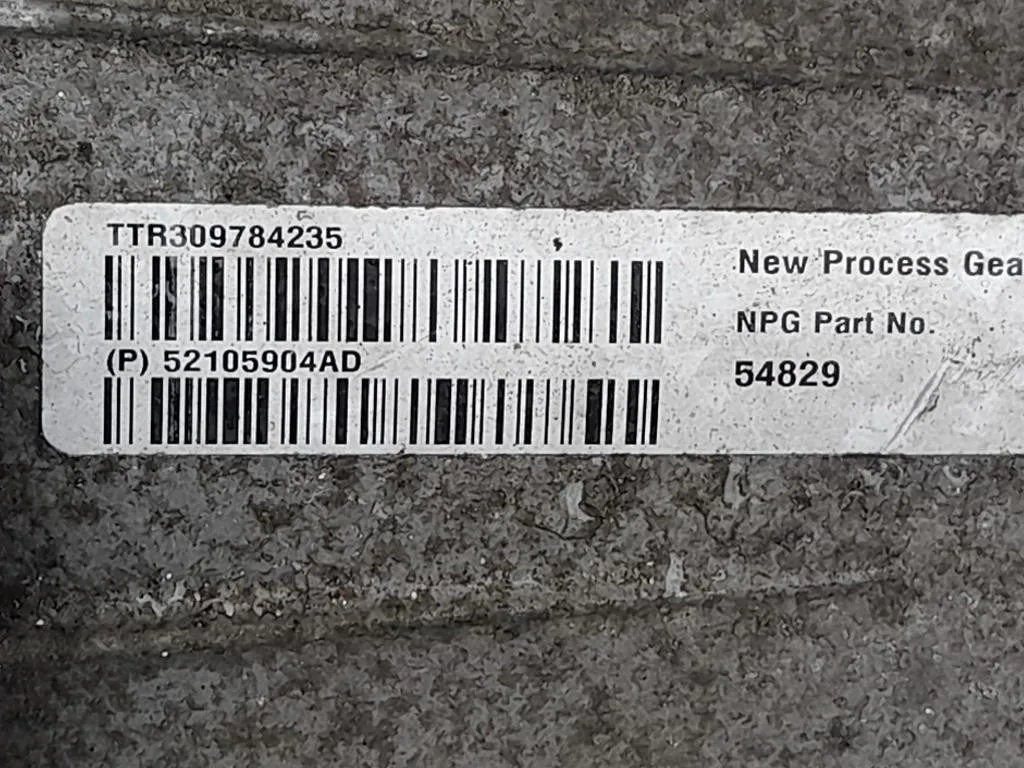 TTR309784235
(P) 52105904AD
New Process Gea
NPG Part No.
54829